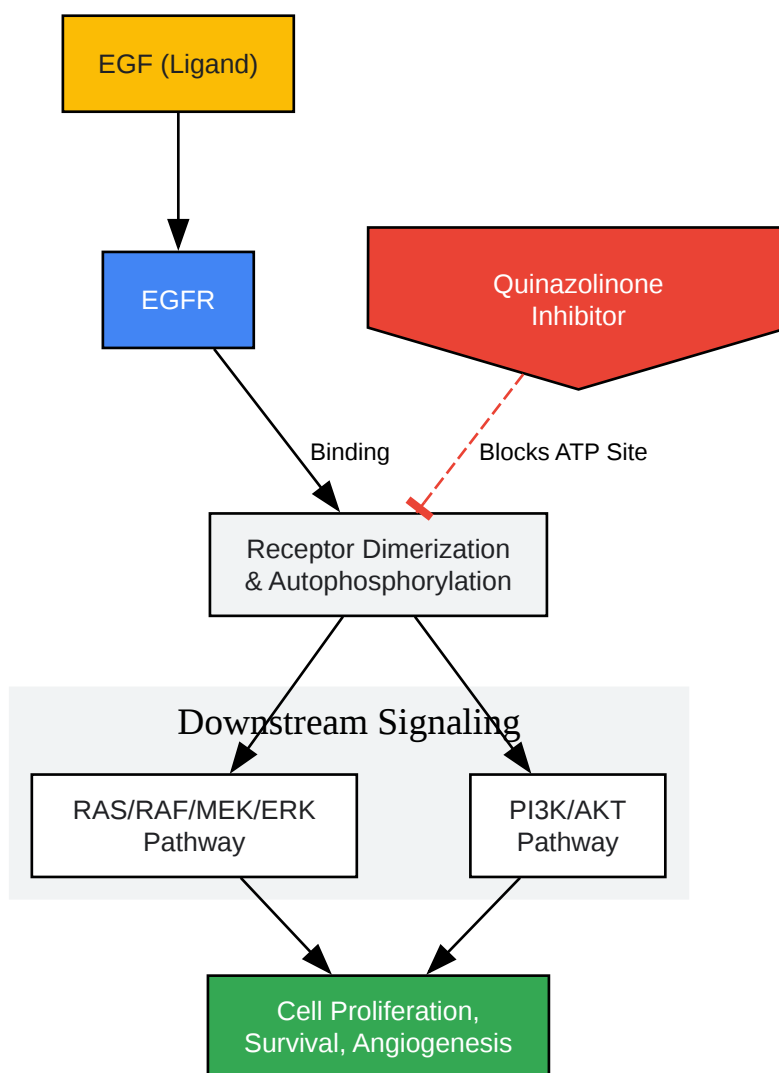 EGF (Ligand)
EGFR
Quinazolinone
Inhibitor
Binding
Blocks ATP Site
Receptor Dimerization
& Autophosphorylation
Downstream Signaling
RAS/RAF/MEK/ERK
Pathway
PI3K/AKT
Pathway
Cell Proliferation,
Survival, Angiogenesis